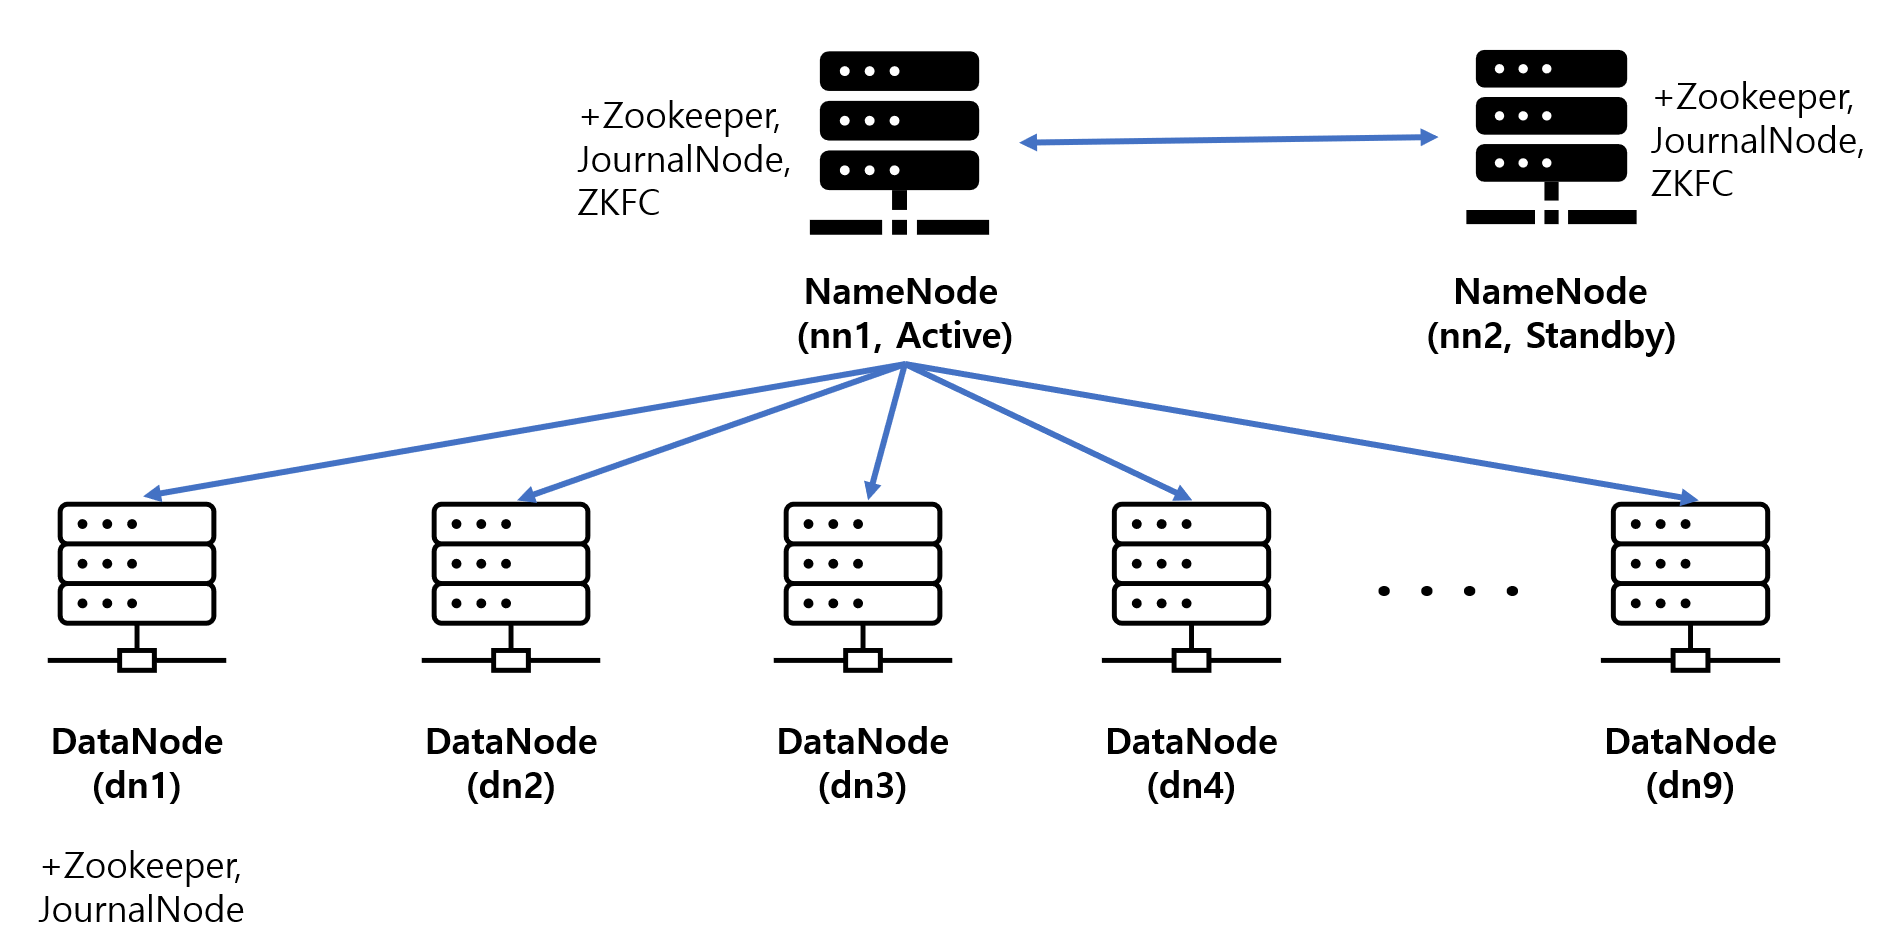 +Zookeeper,
JournalNode,
ZKFC
+Zookeeper,
JournalNode,
ZKFC
NameNode
(nn1, Active)
NameNode
(nn2, Standby)
DataNode
(dn1)
DataNode
(dn2)
DataNode
(dn3)
DataNode
(dn4)
DataNode
(dn9)
+Zookeeper,
JournalNode